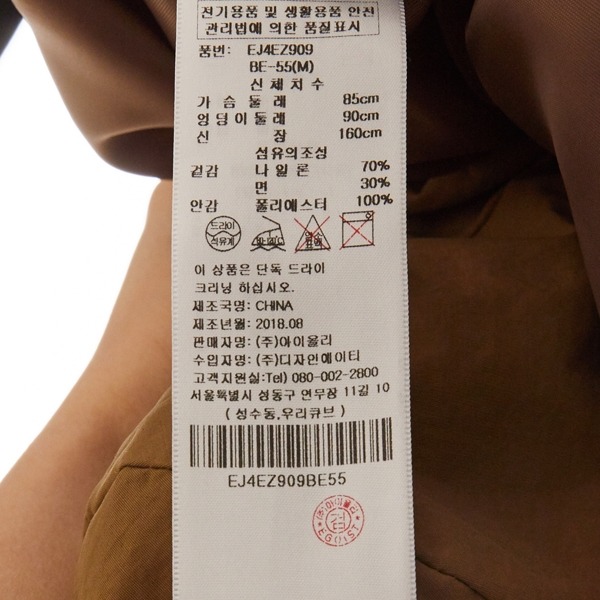 전기용품 및 생활용품 안전
관리법에 의한 품질표시
품번: EJ4EZ909
BE-55(M)
신체치수
가슴둘레 85cm
엉덩이둘레 90cm
신장 160cm
섬유의조성
겉감 나일론 70%
면 30%
안감 폴리에스터 100%
드라이
석유계
이 상품은 단독 드라이
크리닝 하십시오.
제조국명: CHINA
제조년월: 2018.08
판매자명: (주)아이올리
수입자명: (주)디자인에이티
고객지원실:Tel) 080-002-2800
서울특별시 성동구 연무장 11길 10
(성수동,우리큐브)
EJ4EZ909BE55
(주)아이올리
EGOIST